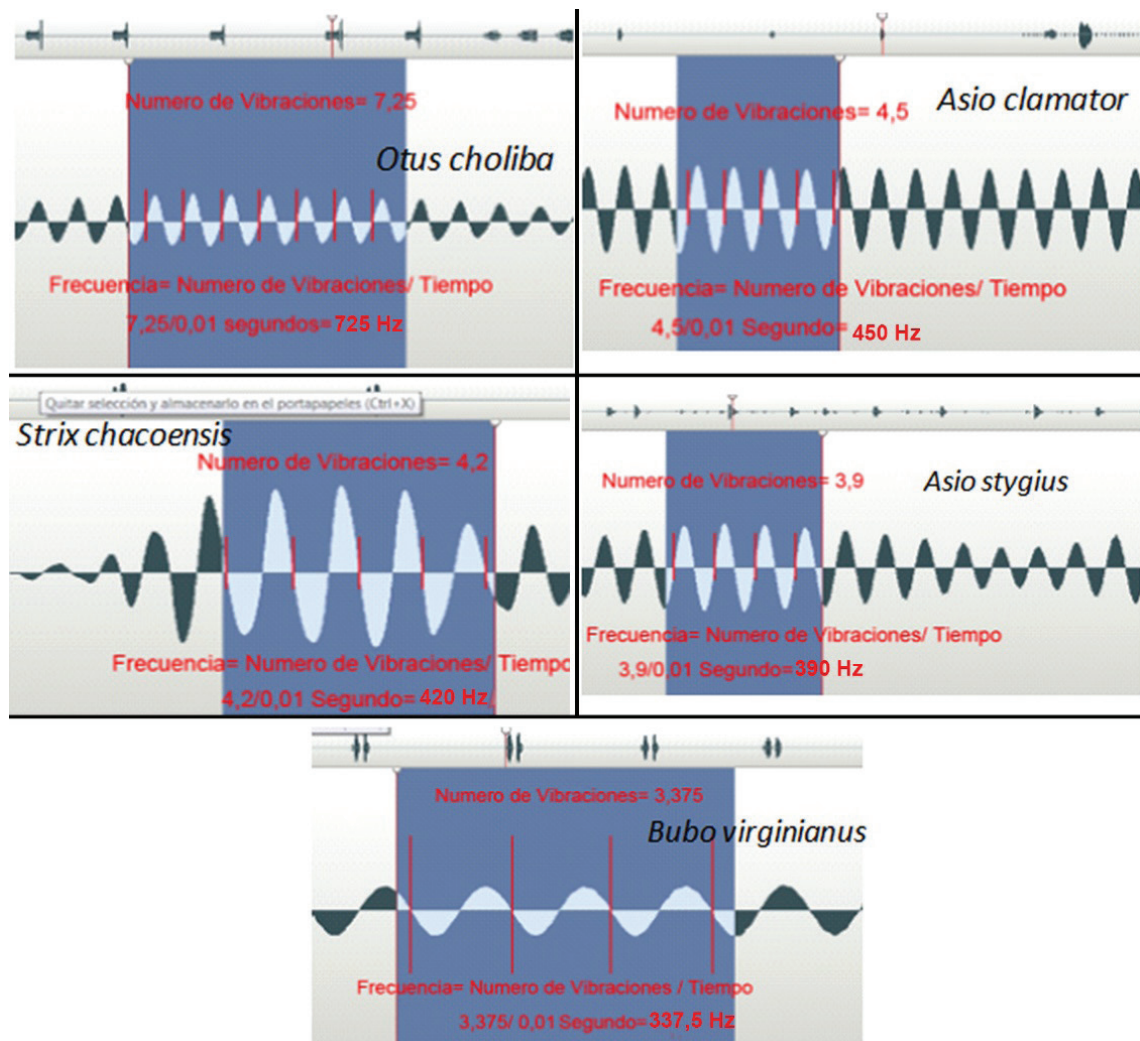 Numero de Vibraciones= 7,25
Otus choliba
Frecuencia= Numero de Vibraciones/ Tiempo
7,25/0,01 segundos= 725 Hz
Asio clamator
Numero de Vibraciones= 4,5
Frecuencia= Numero de Vibraciones/ Tiempo
4,5/0,01 Segundo= 450 Hz
Quitar selección y almacenarlo en el portapapeles (Ctrl+X)
Strix chacoensis
Numero de Vibraciones= 4,2
Frecuencia= Numero de Vibraciones/ Tiempo
4,2/0,01 Segundo= 420 Hz
Numero de Vibraciones= 3,9
Asio stygius
Frecuencia= Numero de Vibraciones/ Tiempo
3,9/0,01 Segundo= 390 Hz
Numero de Vibraciones= 3,375
Bubo virginianus
Frecuencia= Numero de Vibraciones / Tiempo
3,375/ 0,01 Segundo= 337,5 Hz